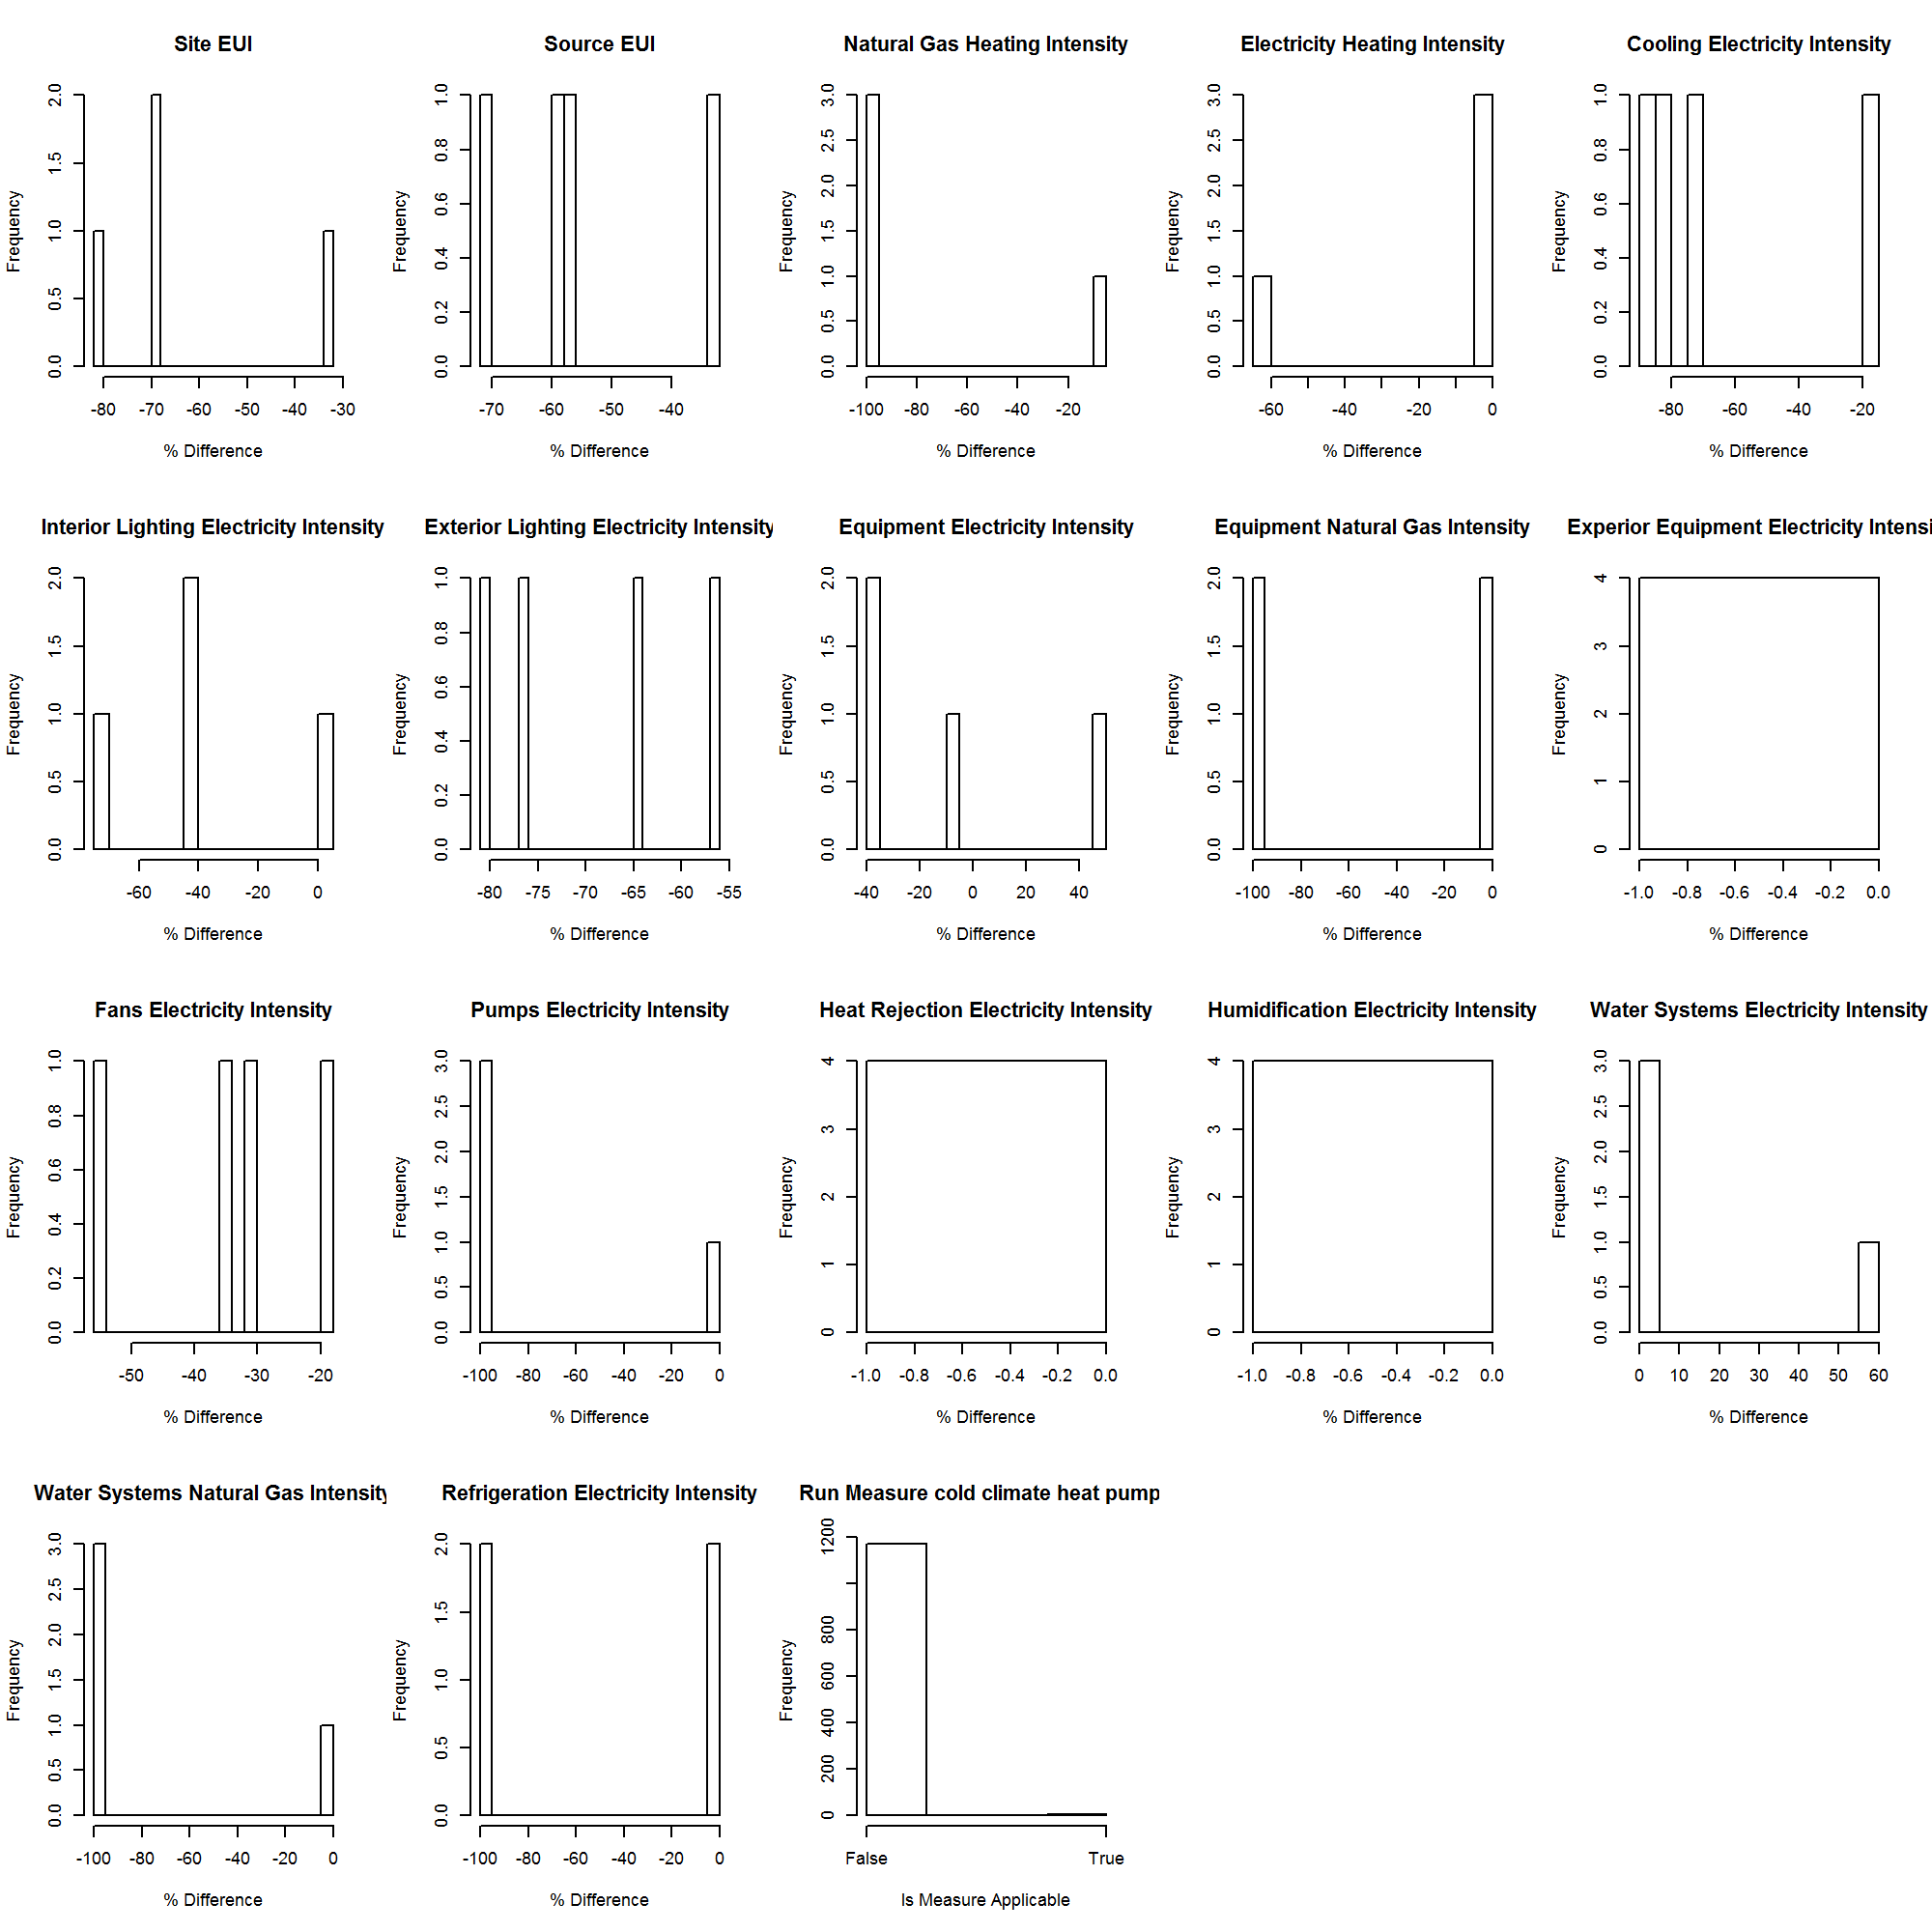 Site EUI
Frequency
0.0 0.5 1.0 1.5 2.0
-80 -70 -60 -50 -40 -30
% Difference
Source EUI
Frequency
0.0 0.2 0.4 0.6 0.8 1.0
-70 -60 -50 -40
% Difference
Natural Gas Heating Intensity
Frequency
0.0 0.5 1.0 1.5 2.0 2.5 3.0
-100 -80 -60 -40 -20
% Difference
Electricity Heating Intensity
Frequency
0.0 0.5 1.0 1.5 2.0 2.5 3.0
-60 -40 -20 0
% Difference
Cooling Electricity Intensity
Frequency
0.0 0.2 0.4 0.6 0.8 1.0
-80 -60 -40 -20
% Difference
Interior Lighting Electricity Intensity
Frequency
0.0 0.5 1.0 1.5 2.0
-60 -40 -20 0
% Difference
Exterior Lighting Electricity Intensity
Frequency
0.0 0.2 0.4 0.6 0.8 1.0
-80 -75 -70 -65 -60 -55
% Difference
Equipment Electricity Intensity
Frequency
0.0 0.5 1.0 1.5 2.0
-40 -20 0 20 40
% Difference
Equipment Natural Gas Intensity
Frequency
0.0 0.5 1.0 1.5 2.0
-100 -80 -60 -40 -20 0
% Difference
Experior Equipment Electricity Intensi
Frequency
0 1 2 3 4
-1.0 -0.8 -0.6 -0.4 -0.2 0.0
% Difference
Fans Electricity Intensity
Frequency
0.0 0.2 0.4 0.6 0.8 1.0
-50 -40 -30 -20
% Difference
Pumps Electricity Intensity
Frequency
0.0 0.5 1.0 1.5 2.0 2.5 3.0
-100 -80 -60 -40 -20 0
% Difference
Heat Rejection Electricity Intensity
Frequency
0 1 2 3 4
-1.0 -0.8 -0.6 -0.4 -0.2 0.0
% Difference
Humidification Electricity Intensity
Frequency
0 1 2 3 4
-1.0 -0.8 -0.6 -0.4 -0.2 0.0
% Difference
Water Systems Electricity Intensity
Frequency
0.0 0.5 1.0 1.5 2.0 2.5 3.0
0 10 20 30 40 50 60
% Difference
Water Systems Natural Gas Intensity
Frequency
0.0 0.5 1.0 1.5 2.0 2.5 3.0
-100 -80 -60 -40 -20 0
% Difference
Refrigeration Electricity Intensity
Frequency
0.0 0.5 1.0 1.5 2.0
-100 -80 -60 -40 -20 0
% Difference
Run Measure cold climate heat pump
Frequency
0 200 400 600 800 1200
False True
Is Measure Applicable